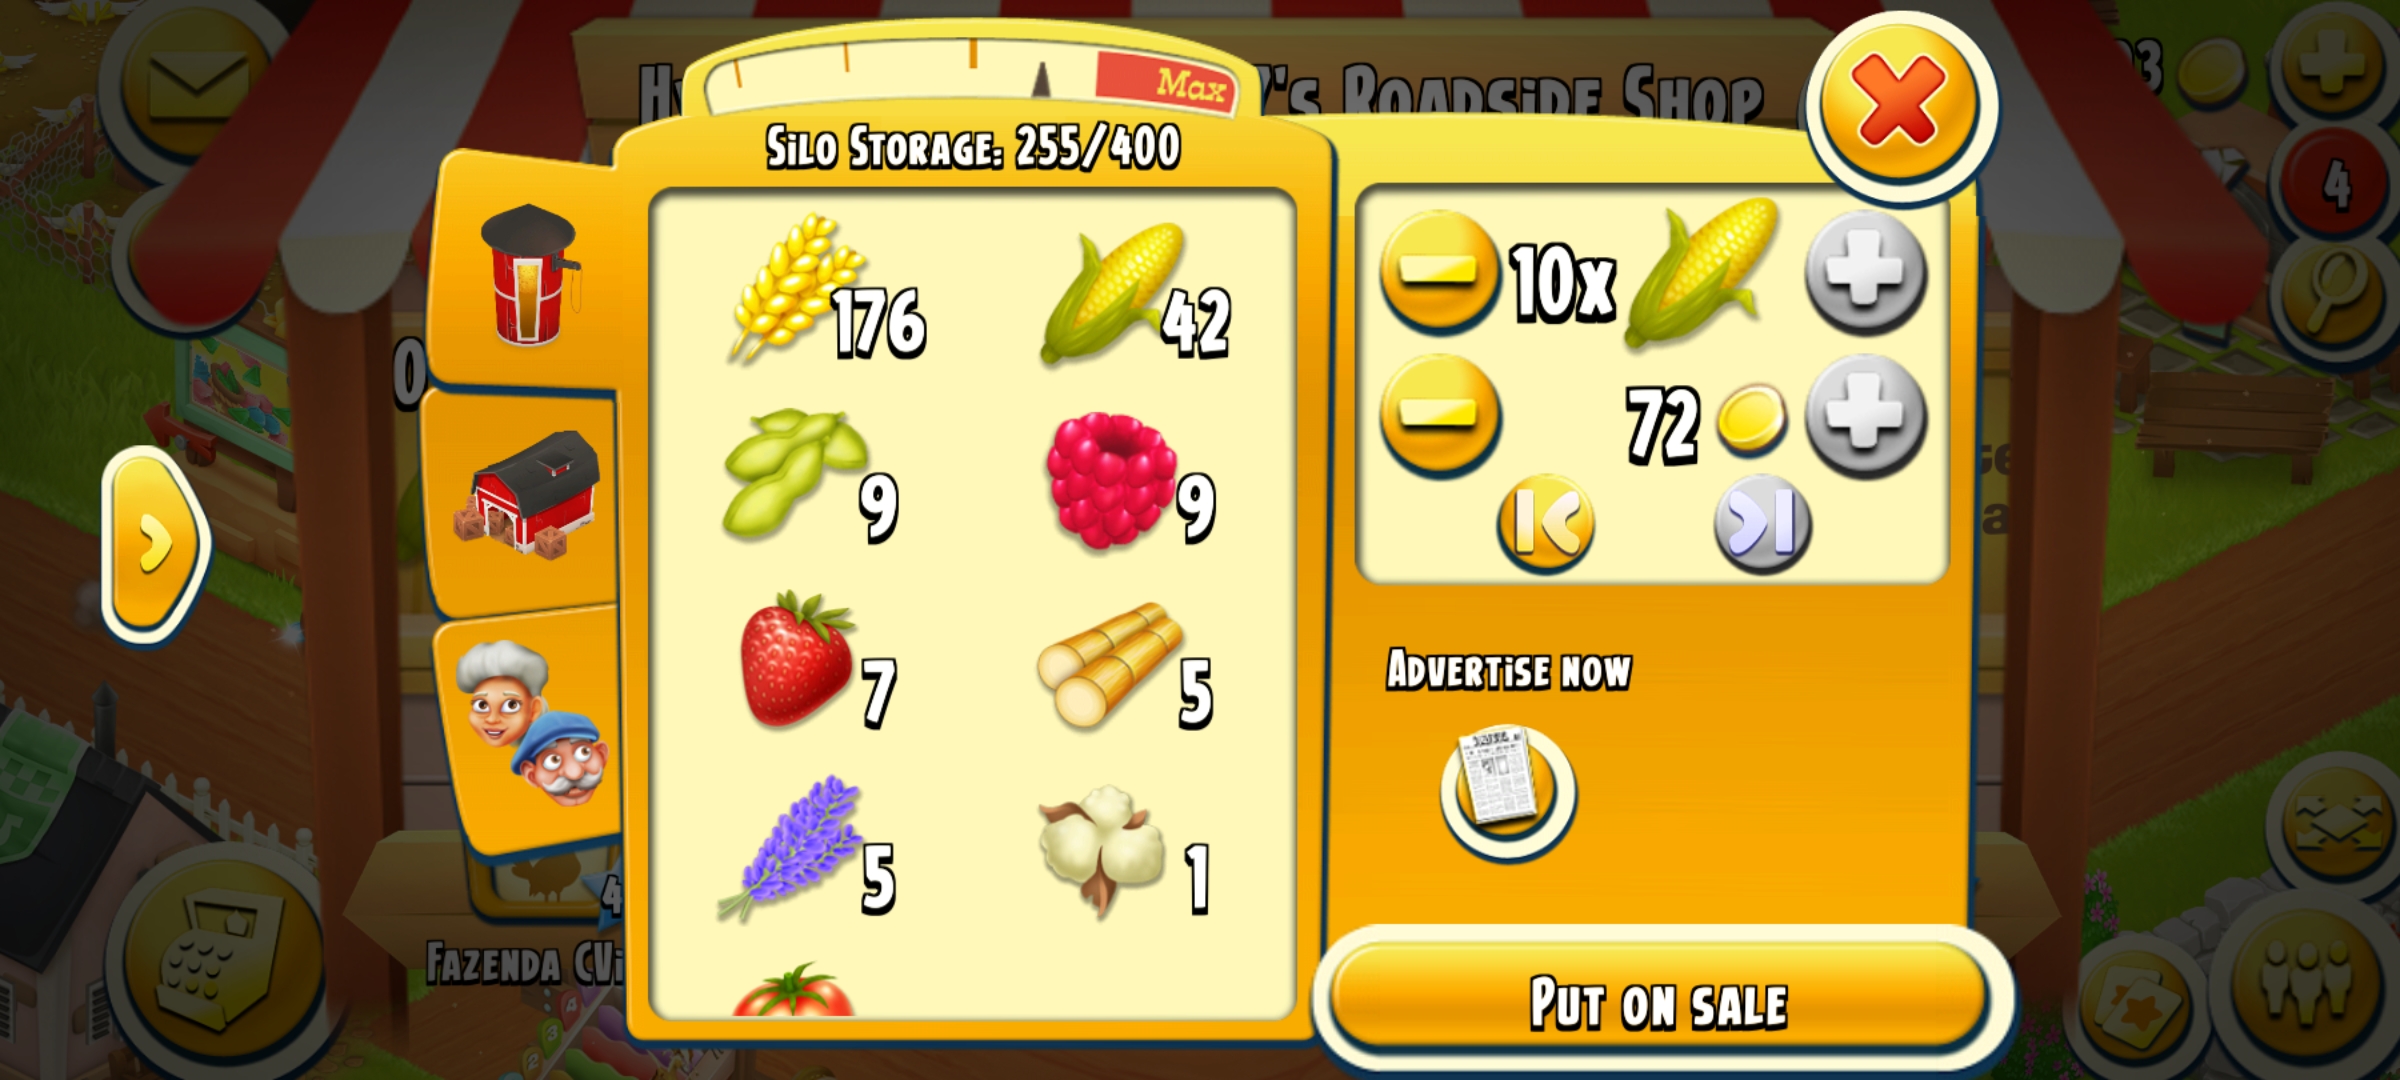 's Roadside Shop
Max
Silo Storage: 255/400
176
42
9
9
7
5
5
1
10x
72
Advertise now
Put on sale
4
Fazenda CVi